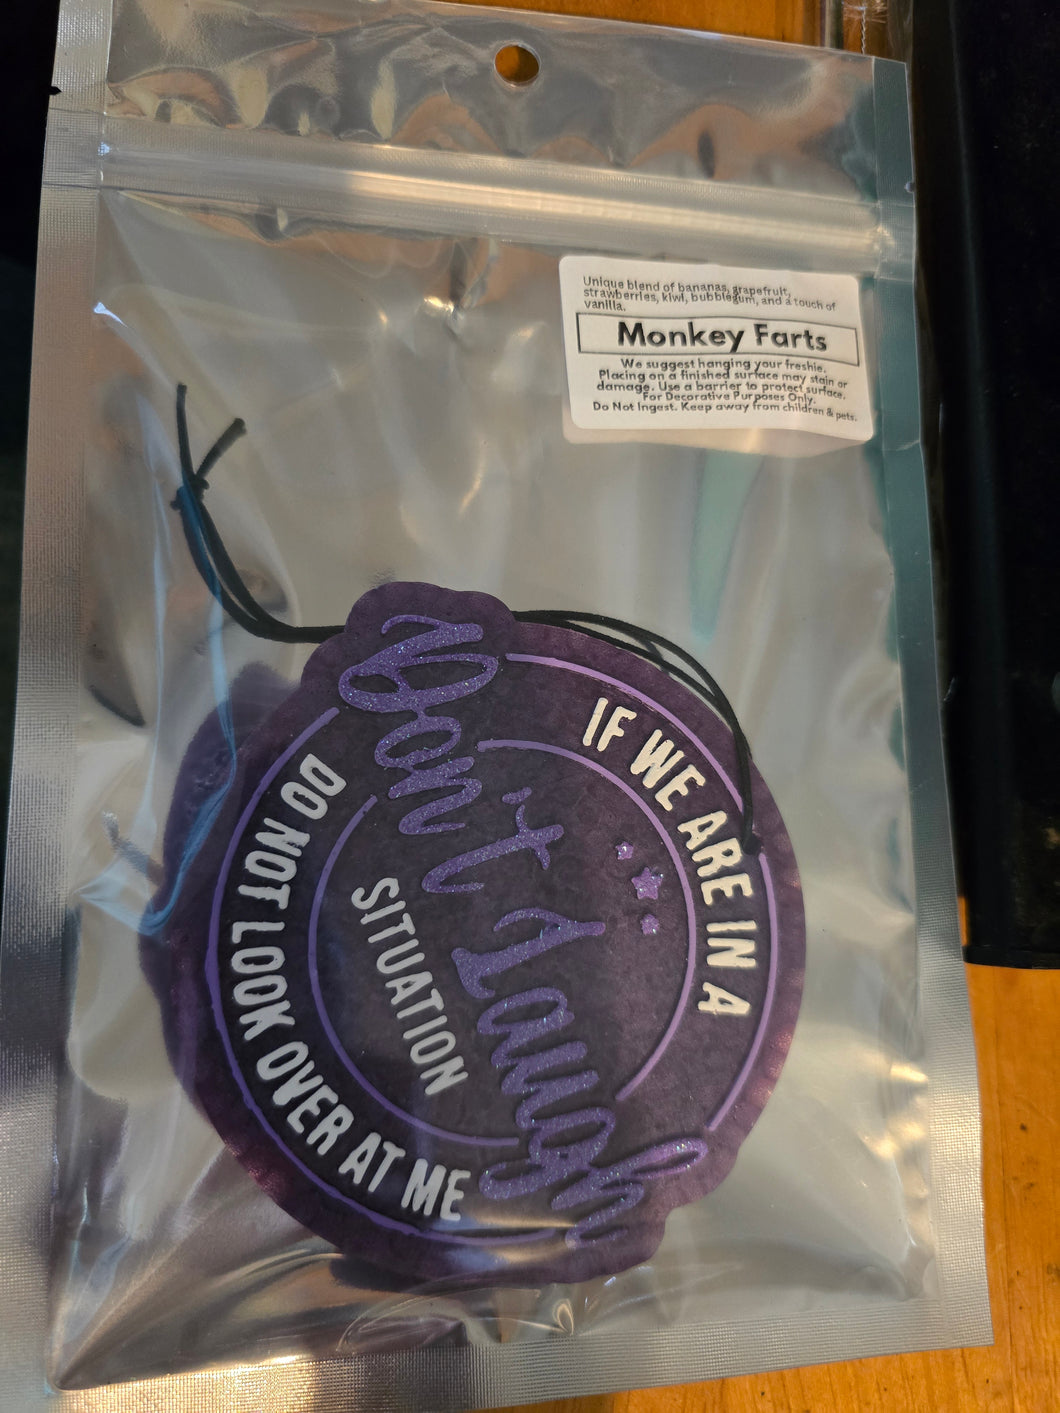 Unique blend of bananas, grapefruit,
strawberries, kiwi, bubblegum, and a touch of
vanilla.
Monkey Farts
We suggest hanging your freshie.
Placing on a finished surface may stain or
damage. Use a barrier to protect surface.
For Decorative Purposes Only.
Do Not Ingest. Keep away from children & pets.
IF WE ARE IN A
Don't Laugh
SITUATION
DO NOT LOOK OVER AT ME